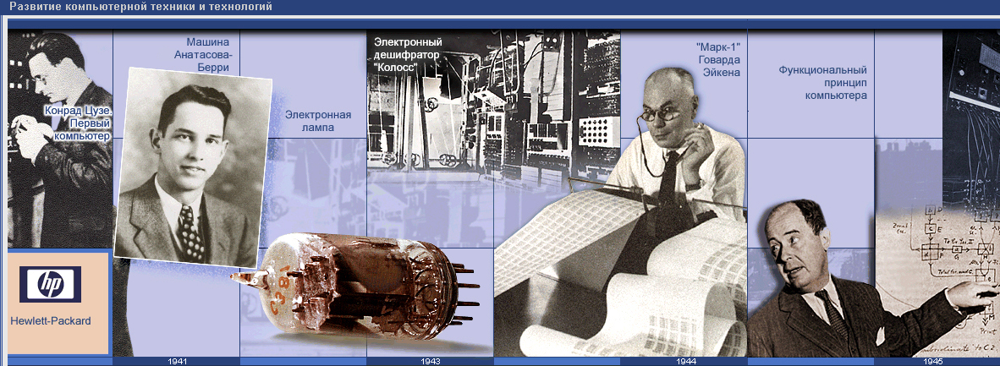 Развитие компьютерной техники и технологий
Конрад Цузе.
Первый
компьютер
hp
Hewlett-Packard
Машина
Анатасова-
Берри
Электронная
лампа
Электронный
дешифратор
"Колосс"
"Марк-1"
Говарда
Эйкена
Функциональный
принцип
компьютера
Print
1941
1943
1944
1945